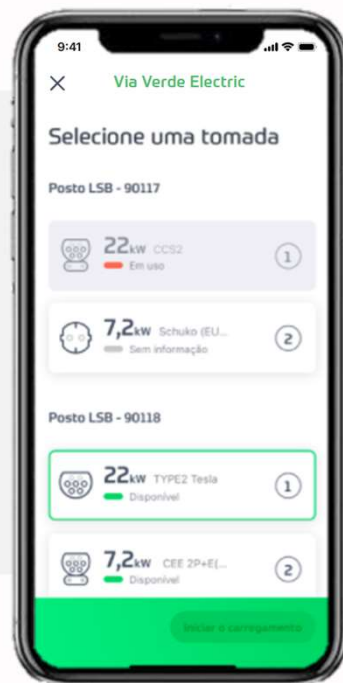 9:41
Via Verde Electric
Selecione uma tomada
Posto LSB - 90117
22kW CCS2
Em uso
1
7,2kW Schuko (EU...
Sem informação
2
Posto LSB - 90118
22kW TYPE2 Tesla
Disponível
1
7,2kW CEE 2P+E(...
Disponível
2
Iniciar o carregamento